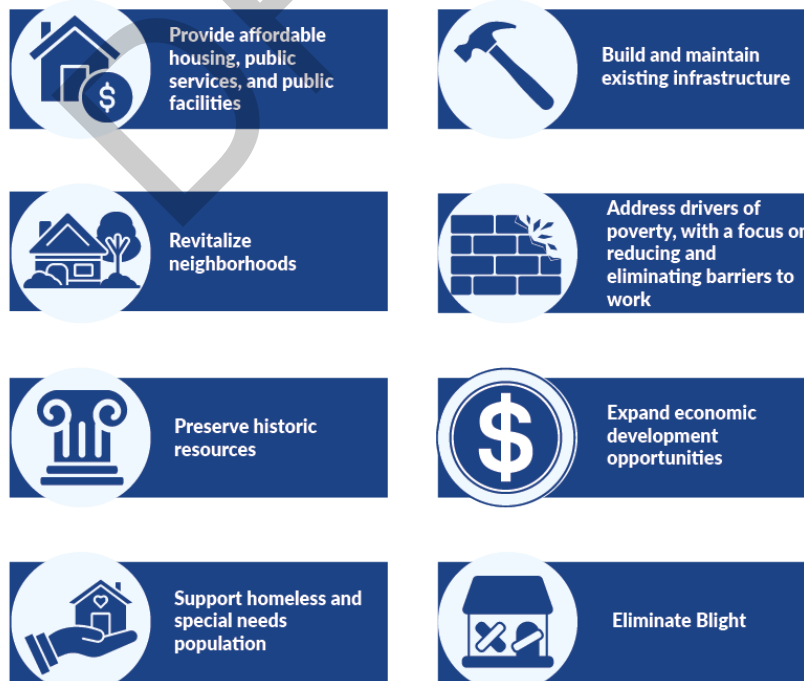 Provide affordable
housing, public
services, and public
facilities
Build and maintain
existing infrastructure
Revitalize
neighborhoods
Address drivers of
poverty, with a focus on
reducing and
eliminating barriers to
work
Preserve historic
resources
$
Expand economic
development
opportunities
Support homeless and
special needs
population
Eliminate Blight